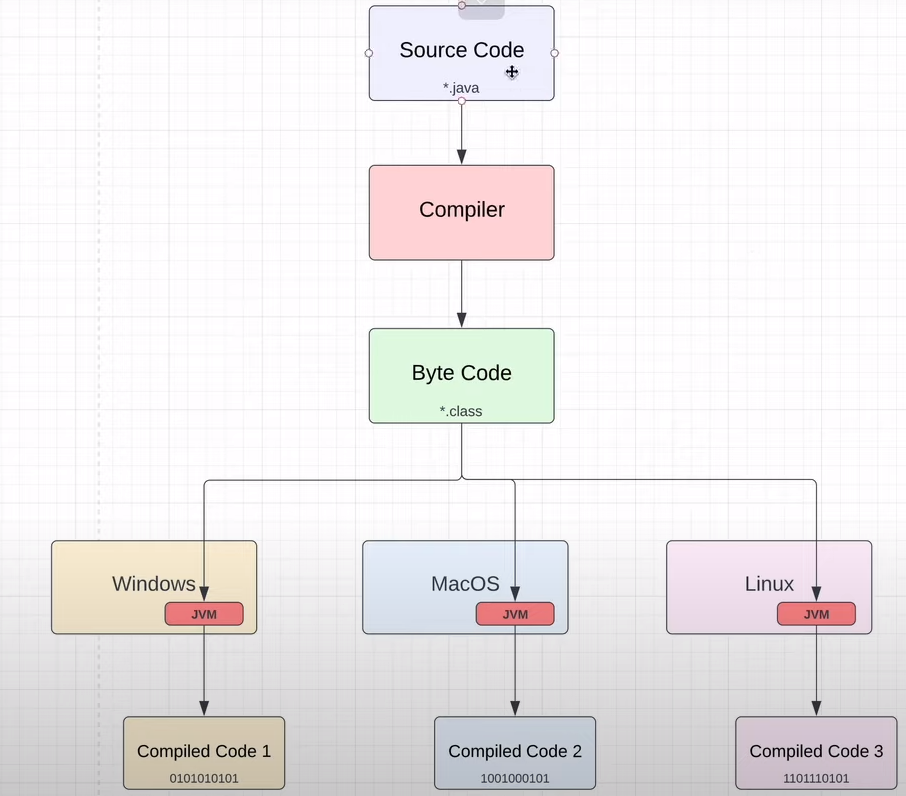 Source Code
*.java
Compiler
Byte Code
*.class
Windows
JVM
MacOS
JVM
Linux
JVM
Compiled Code 1
0101010101
Compiled Code 2
1001000101
Compiled Code 3
1101110101